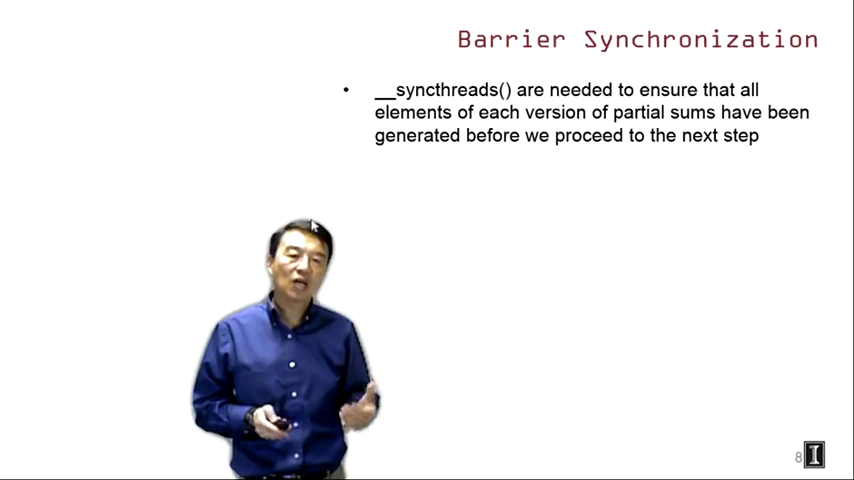 Barrier Synchronization
• __syncthreads() are needed to ensure that all
elements of each version of partial sums have been
generated before we proceed to the next step
8
I